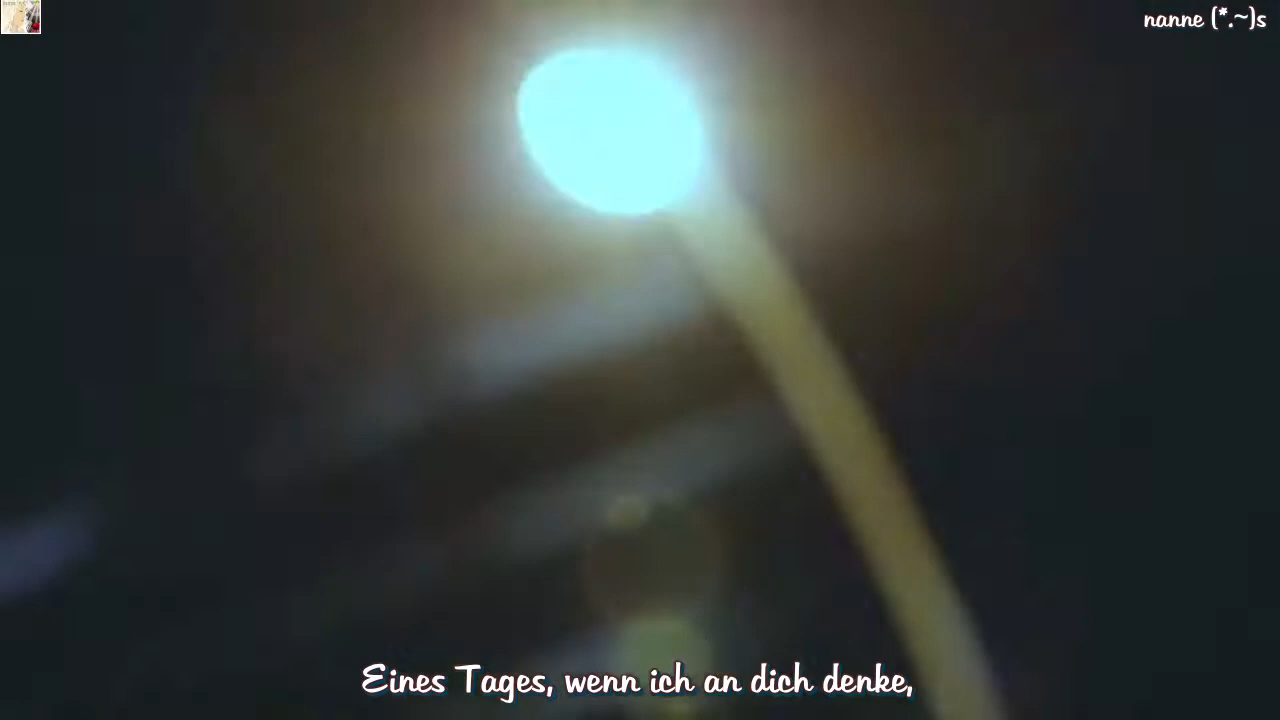 nanne (*.~)s
Eines Tages, wenn ich an dich denke,